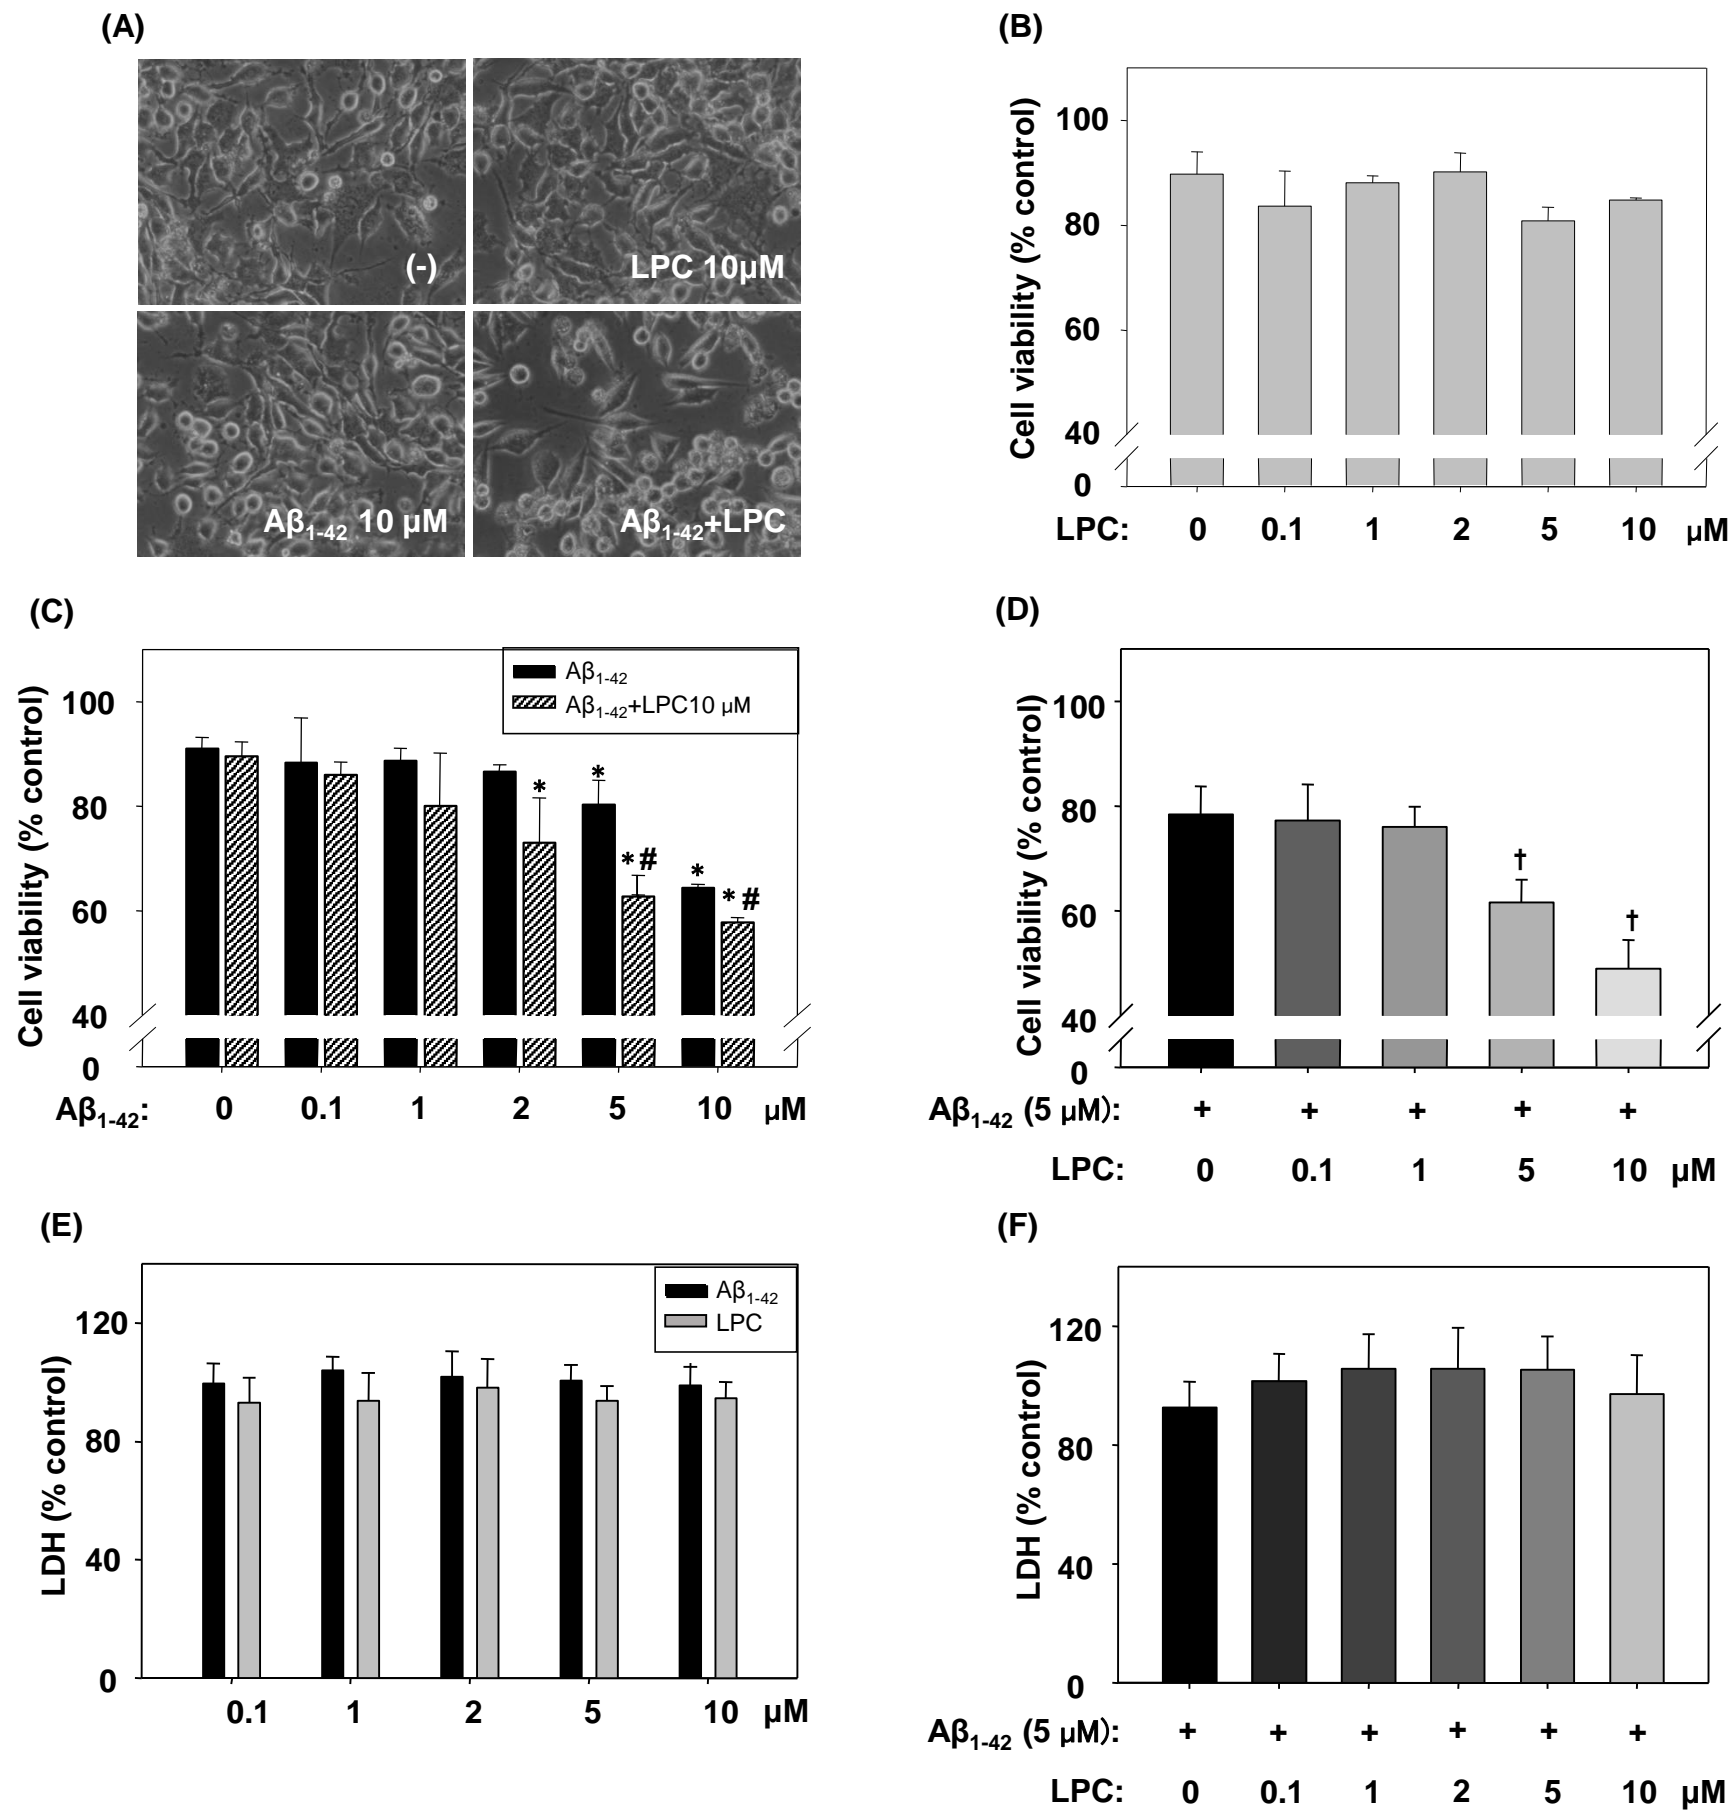 (A)
(-)
LPC 10μM
Aβ1-42 10 μM
Aβ1-42+LPC
(B)
Cell viability (% control)
100
80
60
40
0
LPC: 0 0.1 1 2 5 10 μM
(C)
Cell viability (% control)
Aβ1-42
Aβ1-42+LPC10 μM
100
80
60
40
0
*
*
*#
*
*#
Aβ1-42: 0 0.1 1 2 5 10 μM
(D)
Cell viability (% control)
100
80
60
40
0
†
†
Aβ1-42 (5 μM): + + + + +
LPC: 0 0.1 1 5 10 μM
(E)
LDH (% control)
Aβ1-42
LPC
120
80
40
0
0.1 1 2 5 10 μM
(F)
LDH (% control)
120
80
40
0
Aβ1-42 (5 μM): + + + + + +
LPC: 0 0.1 1 2 5 10 μM